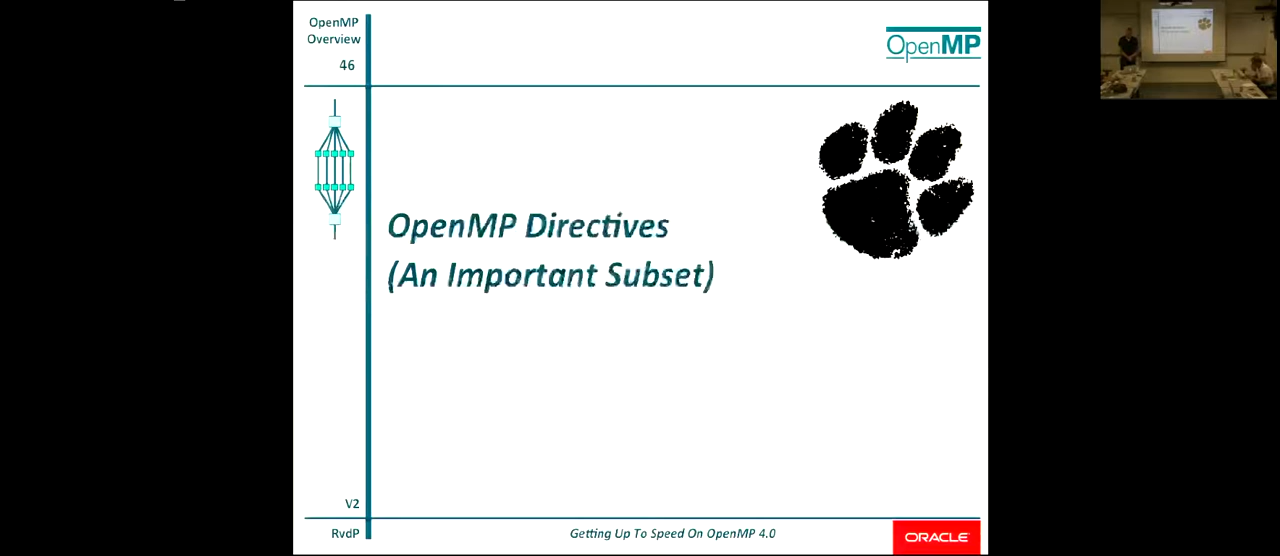 OpenMP
Overview
46
OpenMP
OpenMP Directives
(An Important Subset)
V2
RvdP
Getting Up To Speed On OpenMP 4.0
ORACLE